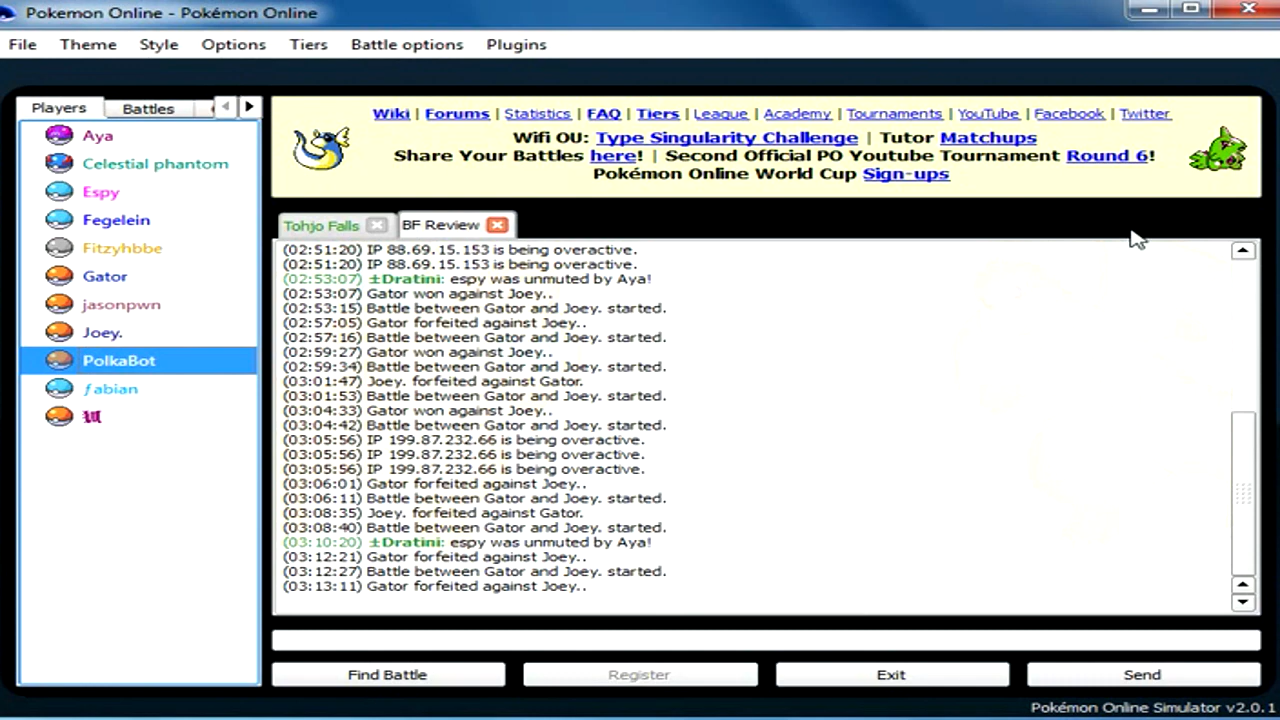 Pokemon Online - Pokémon Online
File Theme Style Options Tiers Battle options Plugins
Players Battles
Aya
Celestial phantom
Espy
Fegelein
Fitzyhbbe
Gator
jasonpwn
Joey.
PolkaBot
ƒabian
Wiki | Forums | Statistics | FAQ | Tiers | League | Academy | Tournaments | YouTube | Facebook | Twitter
Wifi OU: Type Singularity Challenge | Tutor Matchups
Share Your Battles here! | Second Official PO Youtube Tournament Round 6!
Pokémon Online World Cup Sign-ups
Tohjo Falls BF Review
(02:51:20) IP 88.69.15.153 is being overactive.
(02:51:20) IP 88.69.15.153 is being overactive.
(02:53:07) ±Dratini: espy was unmuted by Aya!
(02:53:07) Gator won against Joey..
(02:53:15) Battle between Gator and Joey. started.
(02:57:05) Gator forfeited against Joey..
(02:57:16) Battle between Gator and Joey. started.
(02:59:27) Gator won against Joey..
(02:59:34) Battle between Gator and Joey. started.
(03:01:47) Joey. forfeited against Gator.
(03:01:53) Battle between Gator and Joey. started.
(03:04:33) Gator won against Joey..
(03:04:42) Battle between Gator and Joey. started.
(03:05:56) IP 199.87.232.66 is being overactive.
(03:05:56) IP 199.87.232.66 is being overactive.
(03:05:56) IP 199.87.232.66 is being overactive.
(03:06:01) Gator forfeited against Joey..
(03:06:11) Battle between Gator and Joey. started.
(03:08:35) Joey. forfeited against Gator.
(03:08:40) Battle between Gator and Joey. started.
(03:10:20) ±Dratini: espy was unmuted by Aya!
(03:12:21) Gator forfeited against Joey..
(03:12:27) Battle between Gator and Joey. started.
(03:13:11) Gator forfeited against Joey..
Find Battle Register Exit Send
Pokémon Online Simulator v2.0.1